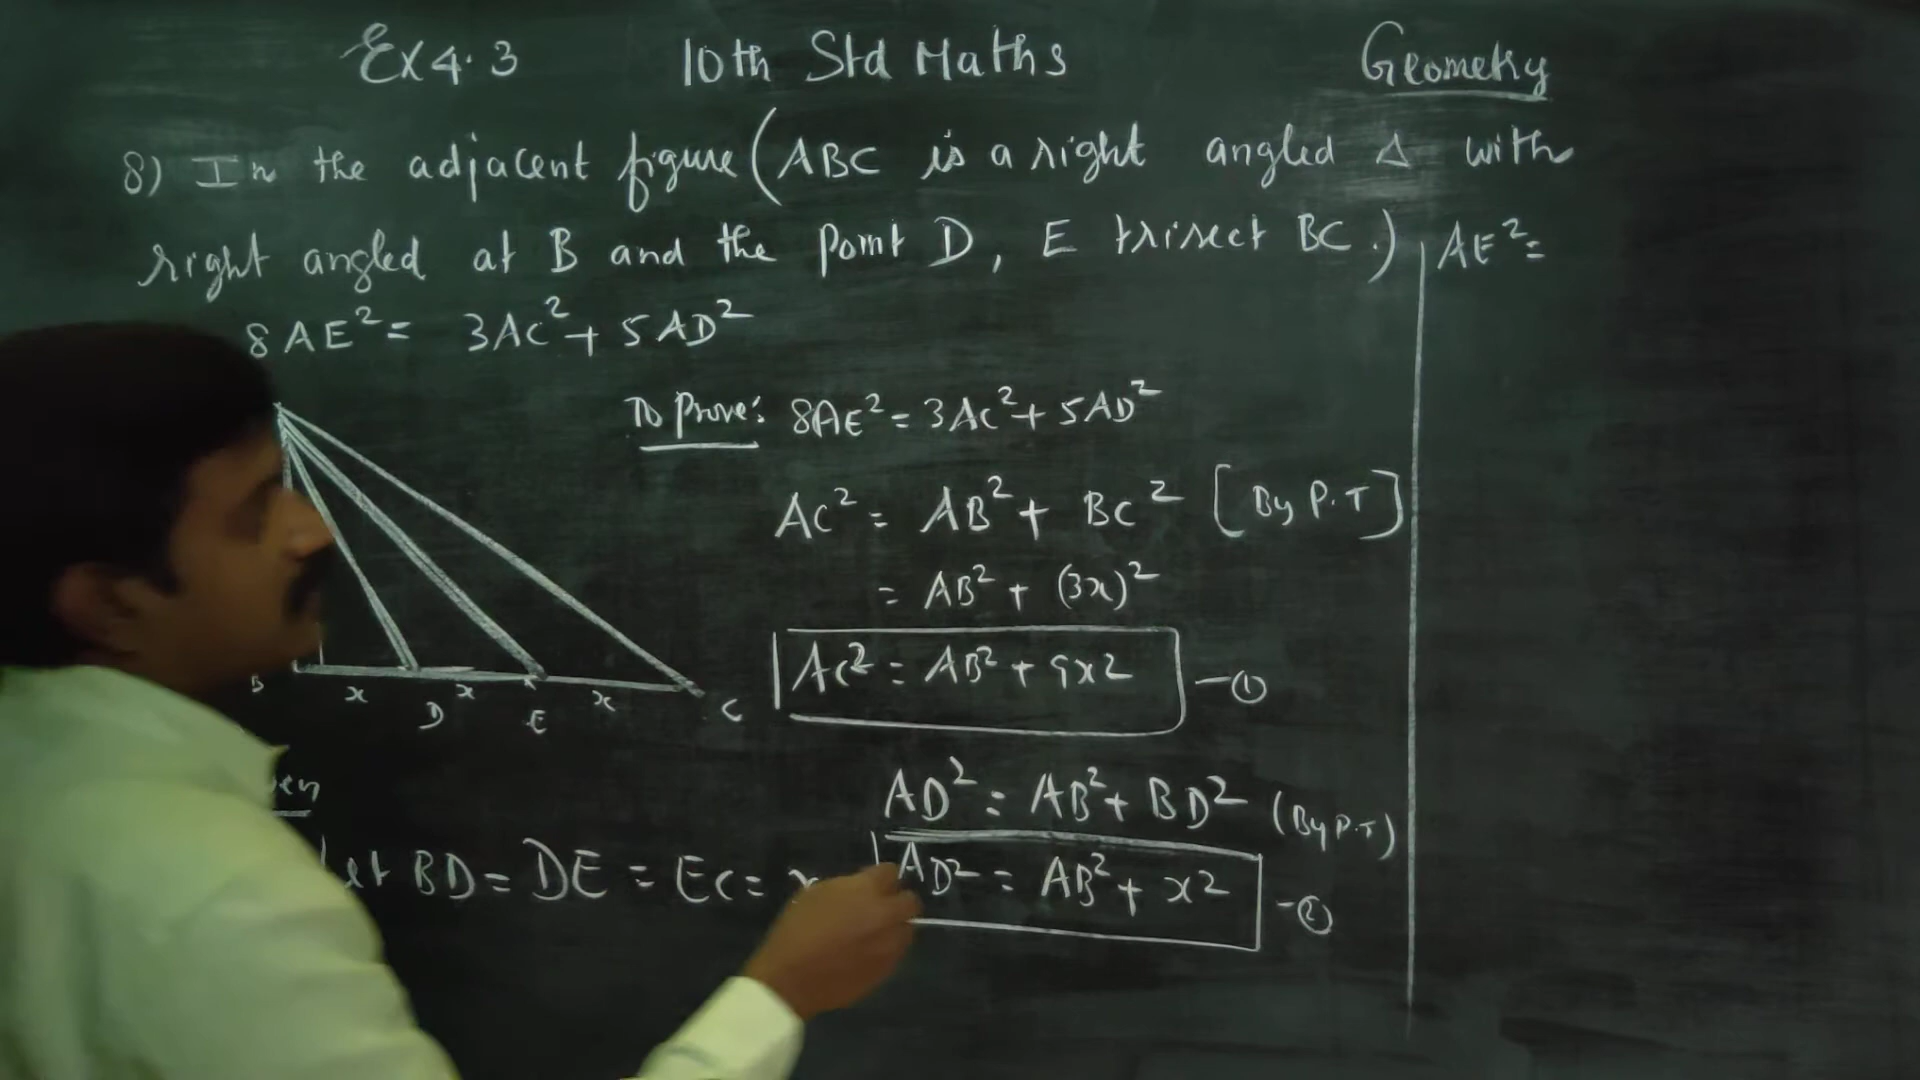 Ex 4.3 10th Std Maths Geometry
8) In the adjacent figure (ABC is a right angled Δ with
right angled at B and the point D, E trisect BC.)
8AE² = 3AC² + 5AD²
To Prove: 8AE² = 3AC² + 5AD²
AC² = AB² + BC² [By P.T]
= AB² + (3x)²
AC² = AB² + 9x² -①
B x D x E x C
AD² = AB² + BD² (By P.T)
AD² = AB² + x² -②
BD = DE = EC =
AE² =